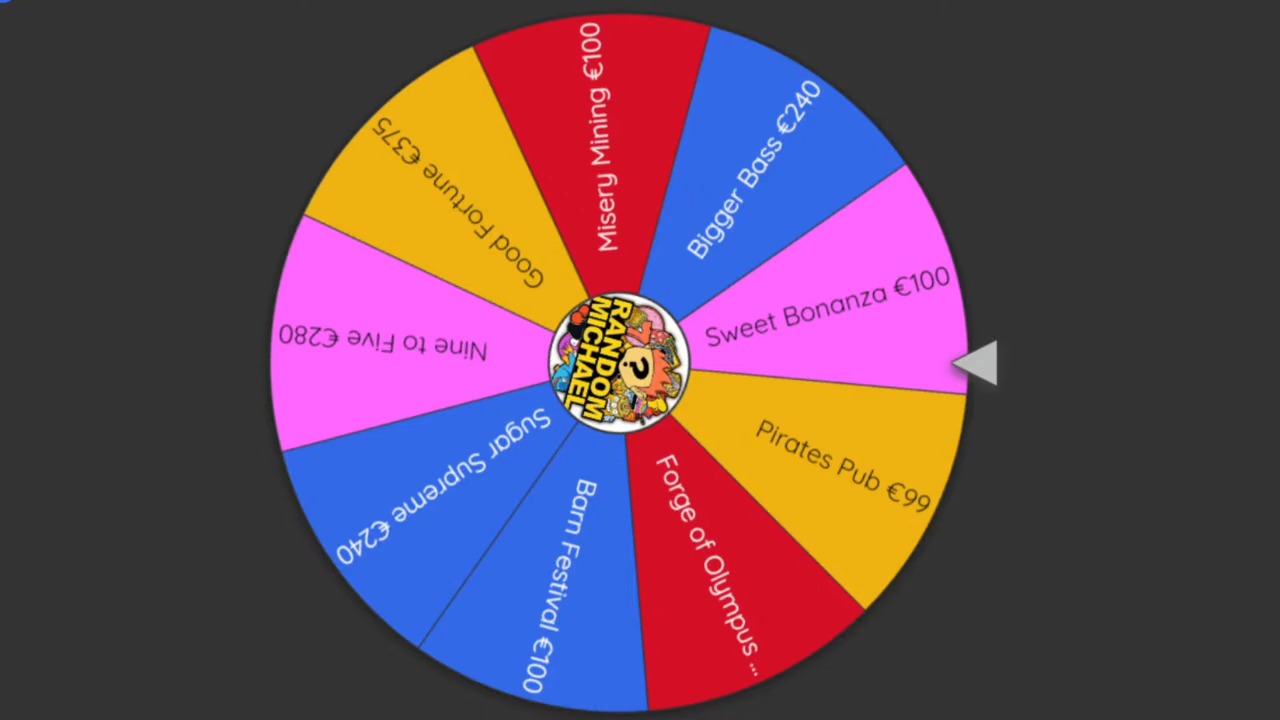 Misery Mining €100
Bigger Bass €240
Sweet Bonanza €100
Pirates Pub €99
Forge of Olympus ...
Barn Festival €100
Sugar Supreme €240
Nine to Five €280
Good Fortune €375
RANDOM
MICHAEL
?